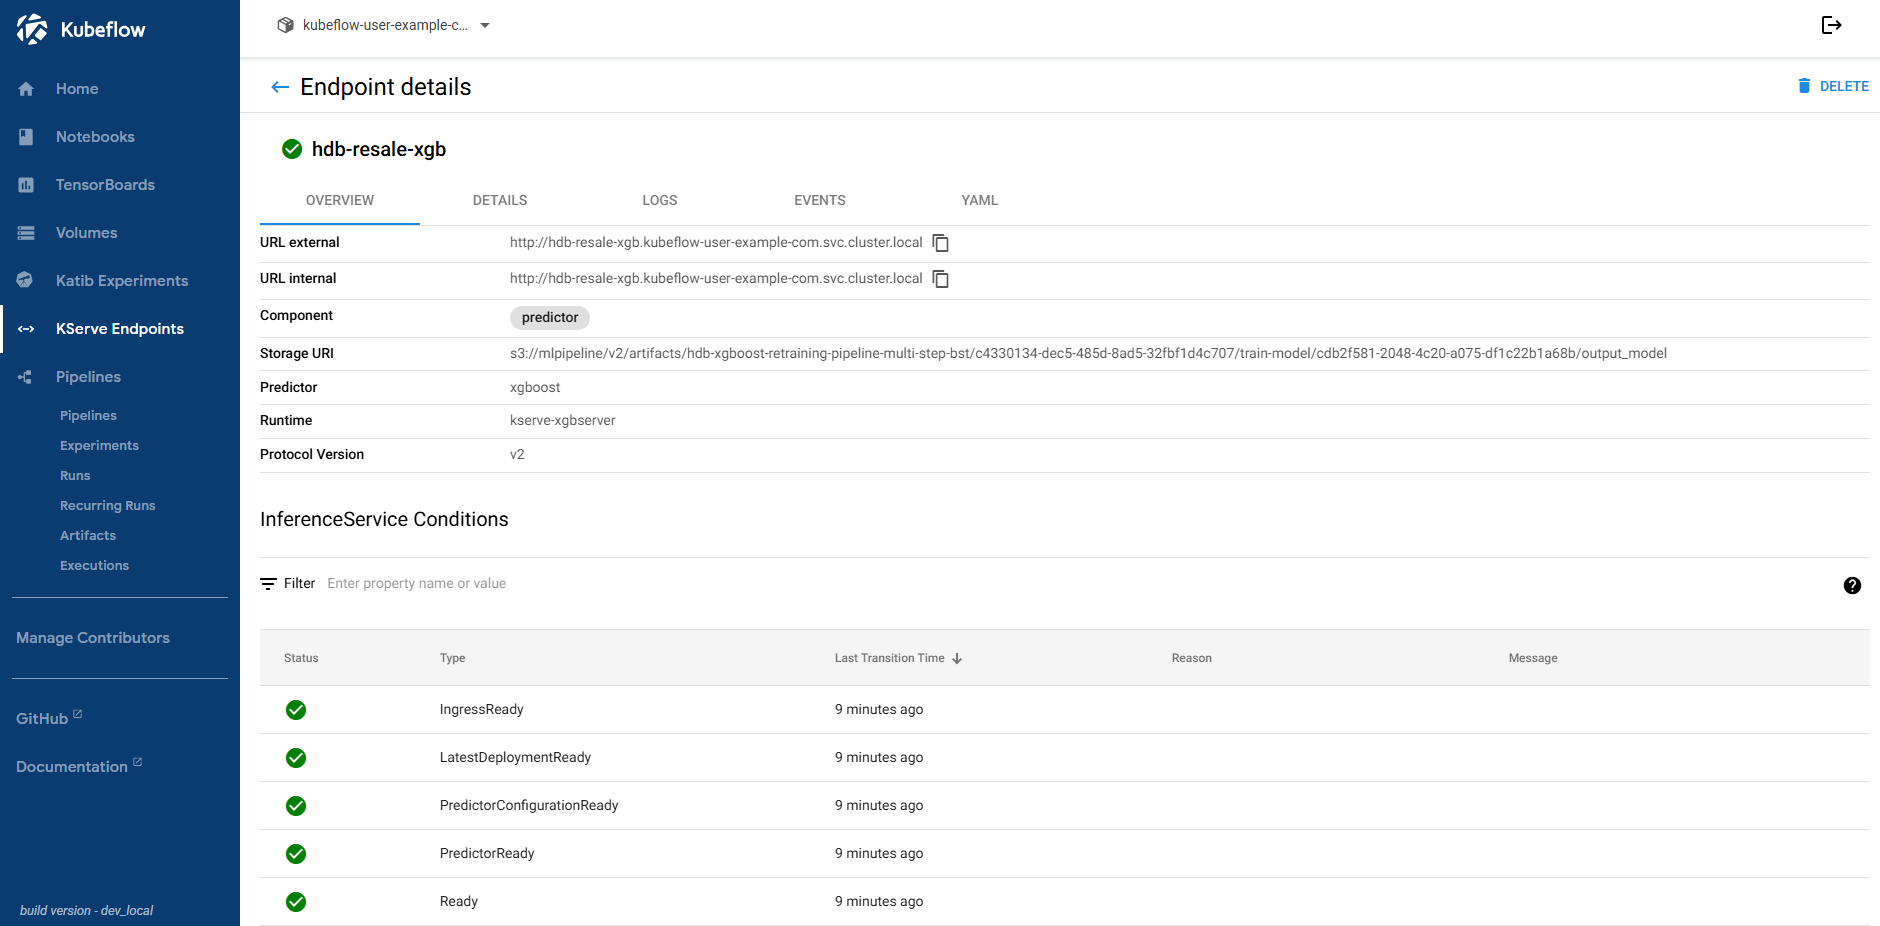 Kubeflow
kubeflow-user-example-c...
Home
Notebooks
TensorBoards
Volumes
Katib Experiments
KServe Endpoints
Pipelines
Pipelines
Experiments
Runs
Recurring Runs
Artifacts
Executions
Manage Contributors
GitHub
Documentation
build version - dev_local
Endpoint details
DELETE
hdb-resale-xgb
OVERVIEW DETAILS LOGS EVENTS YAML
URL external http://hdb-resale-xgb.kubeflow-user-example-com.svc.cluster.local
URL internal http://hdb-resale-xgb.kubeflow-user-example-com.svc.cluster.local
Component predictor
Storage URI s3://mlpipeline/v2/artifacts/hdb-xgboost-retraining-pipeline-multi-step-bst/c4330134-dec5-485d-8ad5-32fbf1d4c707/train-model/cdb2f581-2048-4c20-a075-df1c22b1a68b/output_model
Predictor xgboost
Runtime kserve-xgbserver
Protocol Version v2
InferenceService Conditions
Filter Enter property name or value
?
Status Type Last Transition Time Reason Message
IngressReady 9 minutes ago
LatestDeploymentReady 9 minutes ago
PredictorConfigurationReady 9 minutes ago
PredictorReady 9 minutes ago
Ready 9 minutes ago